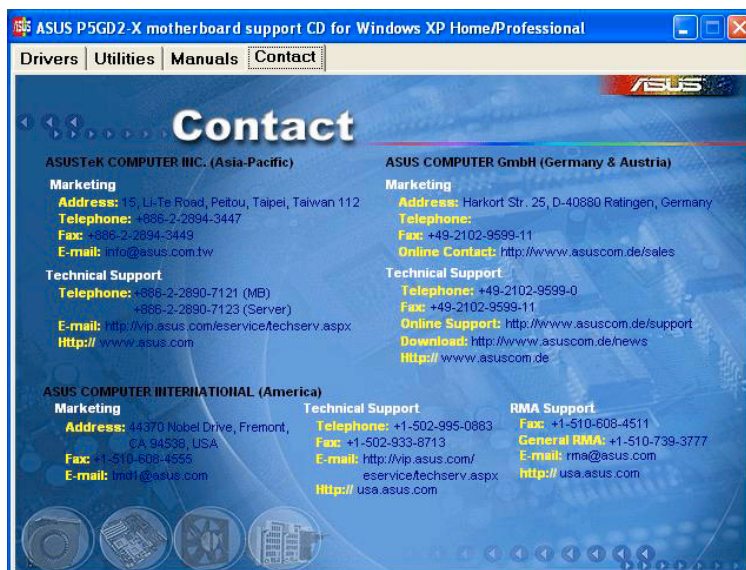 ASUS P5GD2-X motherboard support CD for Windows XP Home/Professional
Drivers Utilities Manuals Contact
ASUS
Contact
ASUSTeK COMPUTER INC. (Asia-Pacific)
Marketing
Address: 15, Li-Te Road, Peitou, Taipei, Taiwan 112
Telephone: +886-2-2894-3447
Fax: +886-2-2894-3449
E-mail: info@asus.com.tw
Technical Support
Telephone: +886-2-2890-7121 (MB)
+886-2-2890-7123 (Server)
E-mail: http://vip.asus.com/eservice/techserv.aspx
Http:// www.asus.com
ASUS COMPUTER GmbH (Germany & Austria)
Marketing
Address: Harkort Str. 25, D-40880 Ratingen, Germany
Telephone:
Fax: +49-2102-9599-11
Online Contact: http://www.asuscom.de/sales
Technical Support
Telephone: +49-2102-9599-0
Fax: +49-2102-9599-11
Online Support: http://www.asuscom.de/support
Download: http://www.asuscom.de/news
Http:// www.asuscom.de
ASUS COMPUTER INTERNATIONAL (America)
Marketing
Address: 44370 Nobel Drive, Fremont,
CA 94538, USA
Fax: +1-510-608-4555
E-mail: tmd1@asus.com
Technical Support
Telephone: +1-502-995-0883
Fax: +1-502-933-8713
E-mail: http://vip.asus.com/
eservice/techserv.aspx
Http:// usa.asus.com
RMA Support
Fax: +1-510-608-4511
General RMA: +1-510-739-3777
E-mail: rma@asus.com
http:// usa.asus.com